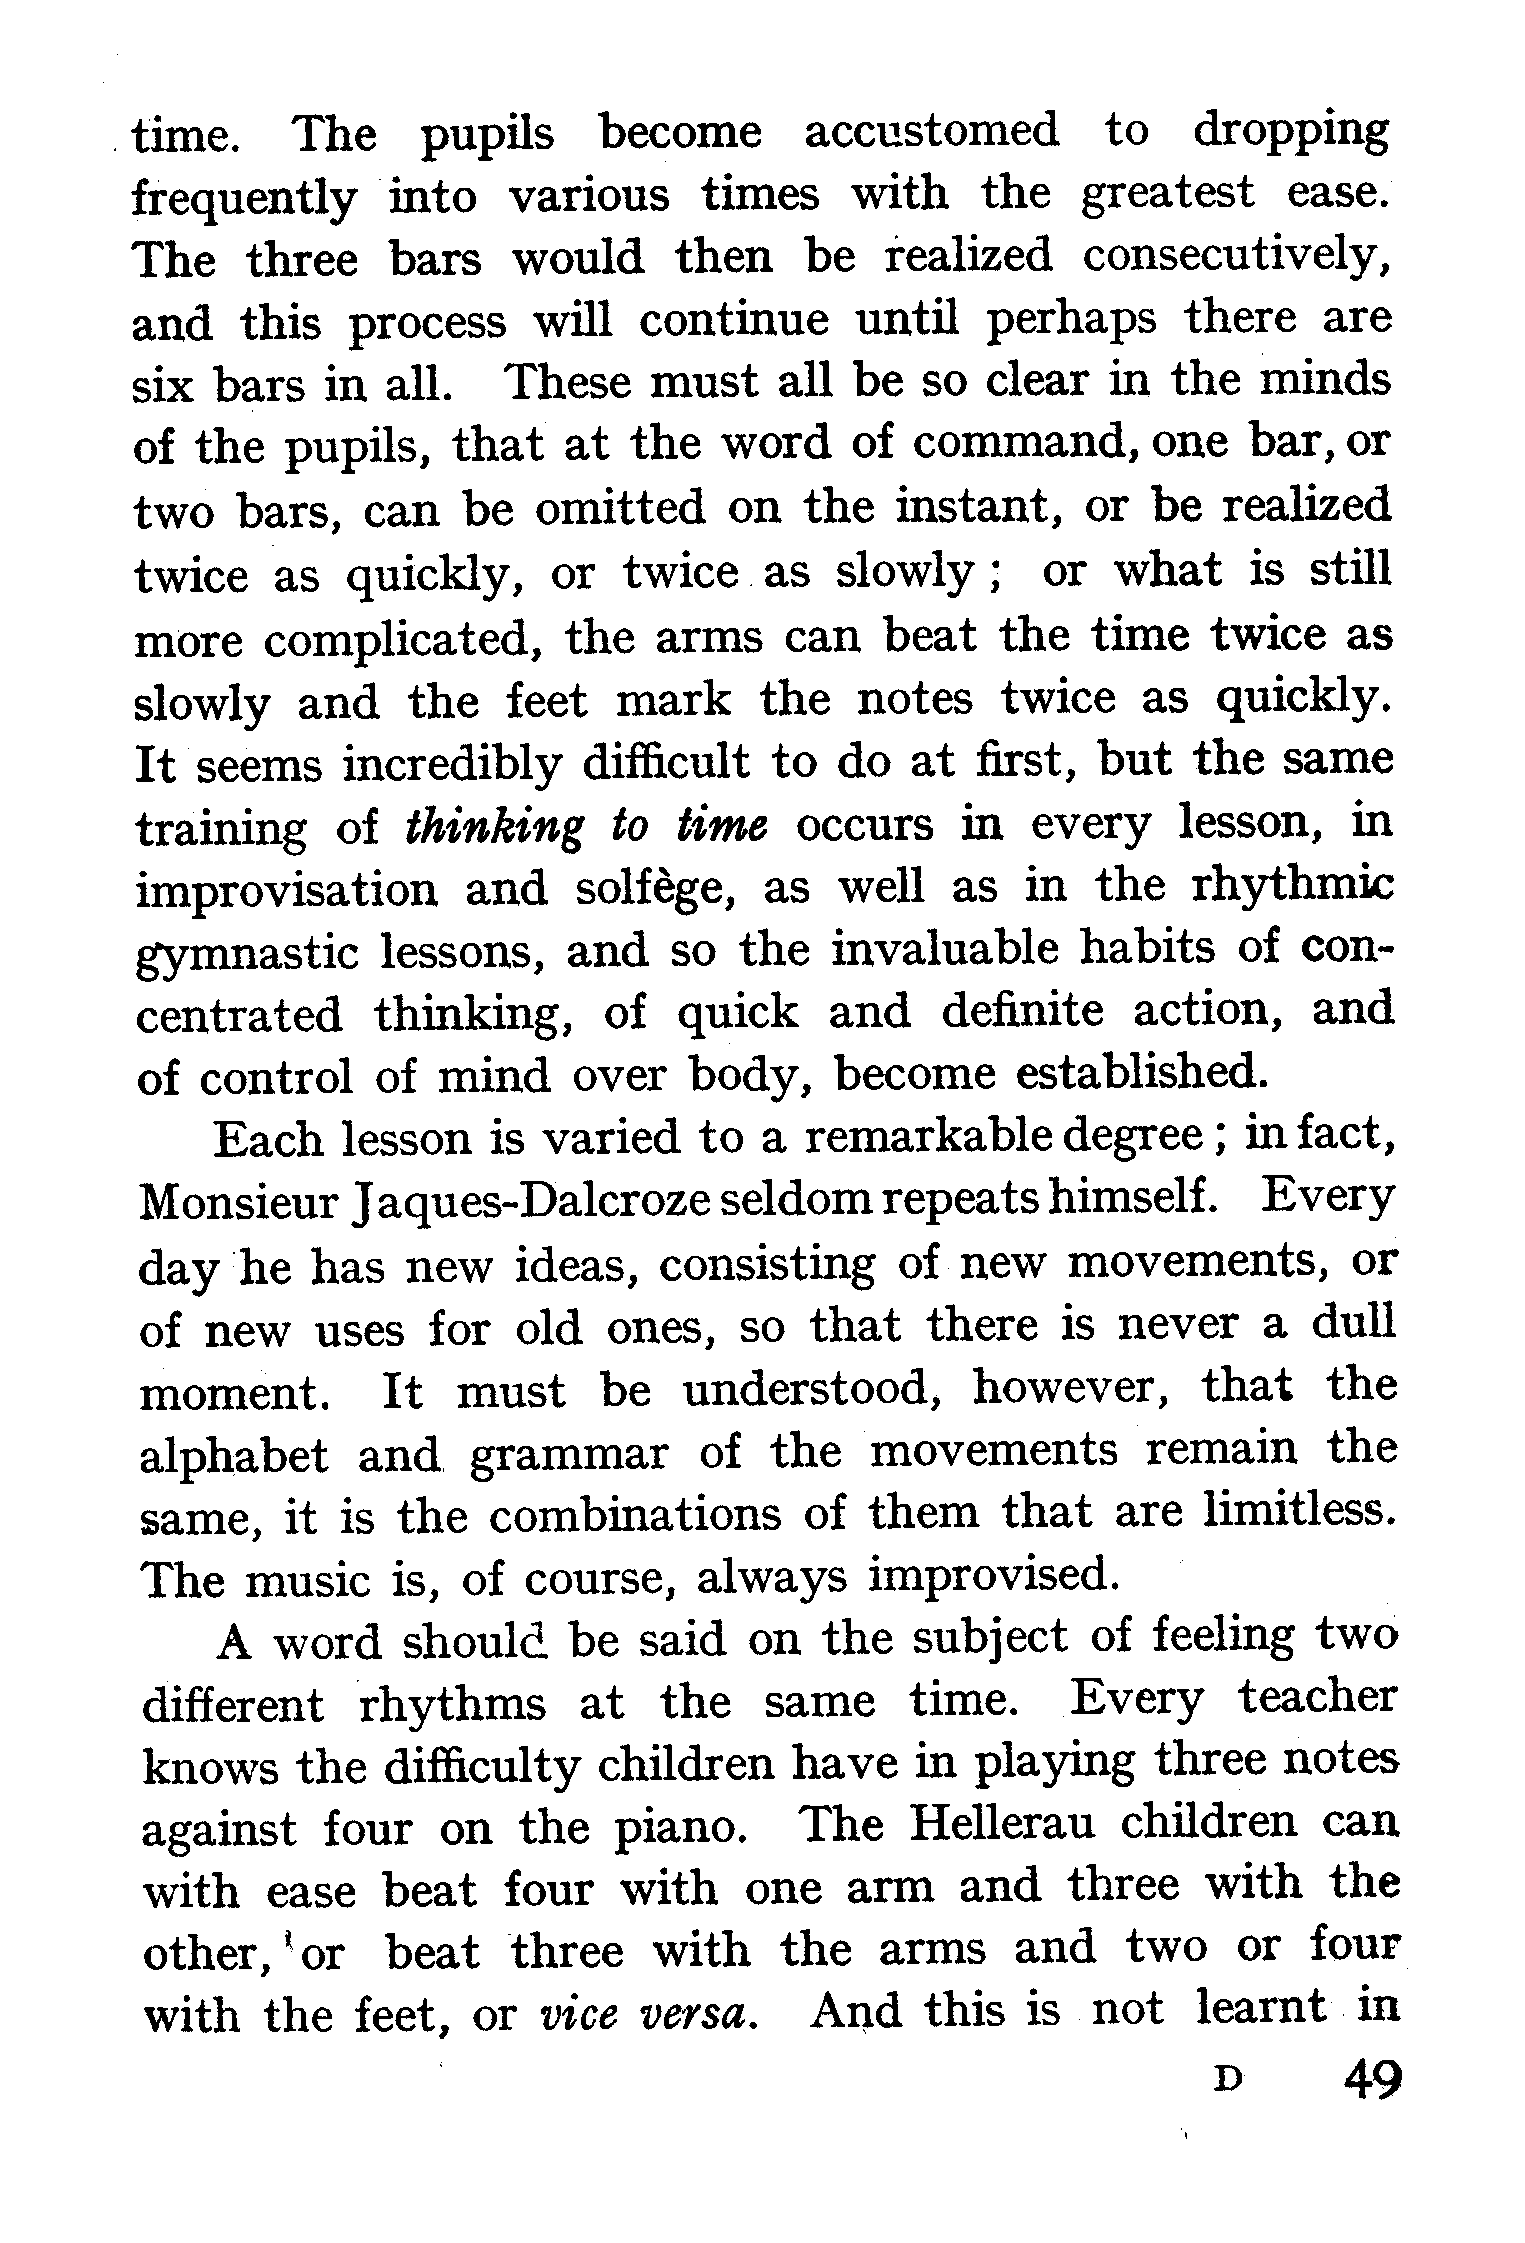 time. The pupils become accustomed to dropping
frequently into various times with the greatest ease.
The three bars would then be realized consecutively,
and this process will continue until perhaps there are
six bars in all. These must all be so clear in the minds
of the pupils, that at the word of command, one bar, or
two bars, can be omitted on the instant, or be realized
twice as quickly, or twice as slowly ; or what is still
more complicated, the arms can beat the time twice as
slowly and the feet mark the notes twice as quickly.
It seems incredibly difficult to do at first, but the same
training of thinking to time occurs in every lesson, in
improvisation and solfège, as well as in the rhythmic
gymnastic lessons, and so the invaluable habits of con-
centrated thinking, of quick and definite action, and
of control of mind over body, become established.
Each lesson is varied to a remarkable degree ; in fact,
Monsieur Jaques-Dalcroze seldom repeats himself. Every
day he has new ideas, consisting of new movements, or
of new uses for old ones, so that there is never a dull
moment. It must be understood, however, that the
alphabet and grammar of the movements remain the
same, it is the combinations of them that are limitless.
The music is, of course, always improvised.
A word should be said on the subject of feeling two
different rhythms at the same time. Every teacher
knows the difficulty children have in playing three notes
against four on the piano. The Hellerau children can
with ease beat four with one arm and three with the
other, or beat three with the arms and two or four
with the feet, or vice versa. And this is not learnt in
D 49